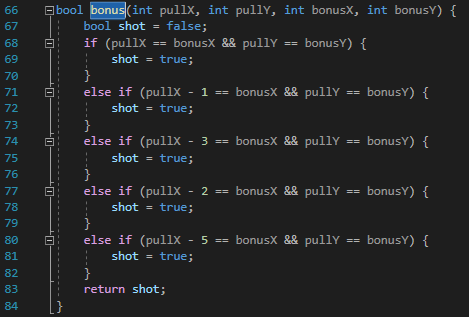 66 bool bonus(int pullX, int pullY, int bonusX, int bonusY) {
67     bool shot = false;
68     if (pullX == bonusX && pullY == bonusY) {
69         shot = true;
70     }
71     else if (pullX - 1 == bonusX && pullY == bonusY) {
72         shot = true;
73     }
74     else if (pullX - 3 == bonusX && pullY == bonusY) {
75         shot = true;
76     }
77     else if (pullX - 2 == bonusX && pullY == bonusY) {
78         shot = true;
79     }
80     else if (pullX - 5 == bonusX && pullY == bonusY) {
81         shot = true;
82     }
83     return shot;
84 }